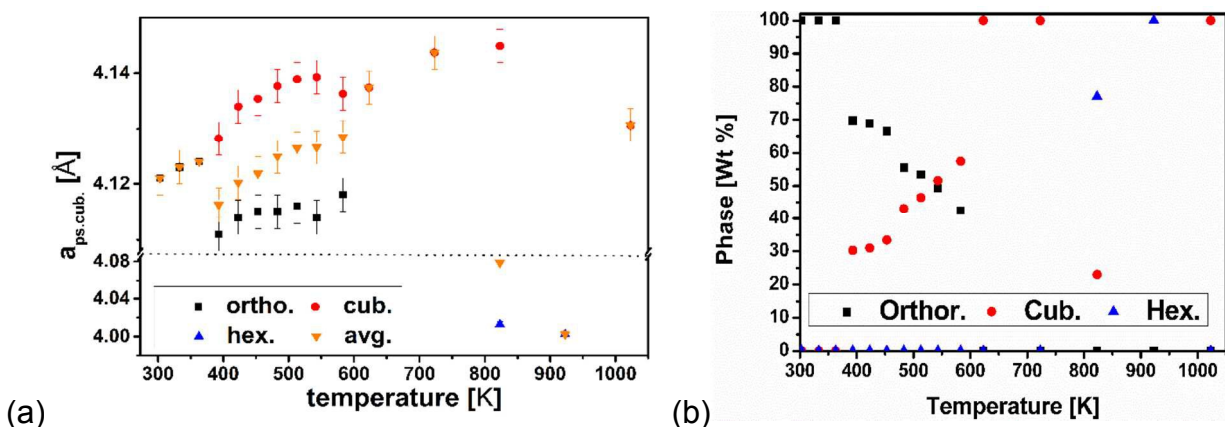 4.14
4.12
4.08
4.04
4.00
a ps.cub. [Å]
ortho. cub.
hex. avg.
300 400 500 600 700 800 900 1000
temperature [K]
(a)
100
90
80
70
60
50
40
30
20
10
0
Phase [Wt %]
Orthor. Cub. Hex.
300 400 500 600 700 800 900 1000
Temperature [K]
(b)